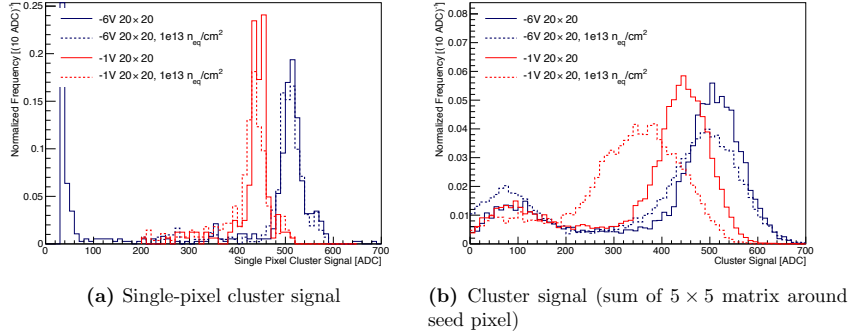 Normalized Frequency [(10 ADC)⁻¹]
0.25
0.2
0.15
0.1
0.05
0
-6V 20×20
-6V 20×20, 1e13 n_eq/cm²
-1V 20×20
-1V 20×20, 1e13 n_eq/cm²
0 100 200 300 400 500 600 700
Single Pixel Cluster Signal [ADC]
(a) Single-pixel cluster signal
Normalized Frequency [(10 ADC)⁻¹]
0.08
0.07
0.06
0.05
0.04
0.03
0.02
0.01
0
-6V 20×20
-6V 20×20, 1e13 n_eq/cm²
-1V 20×20
-1V 20×20, 1e13 n_eq/cm²
0 100 200 300 400 500 600 700
Cluster Signal [ADC]
(b) Cluster signal (sum of 5 × 5 matrix around
seed pixel)